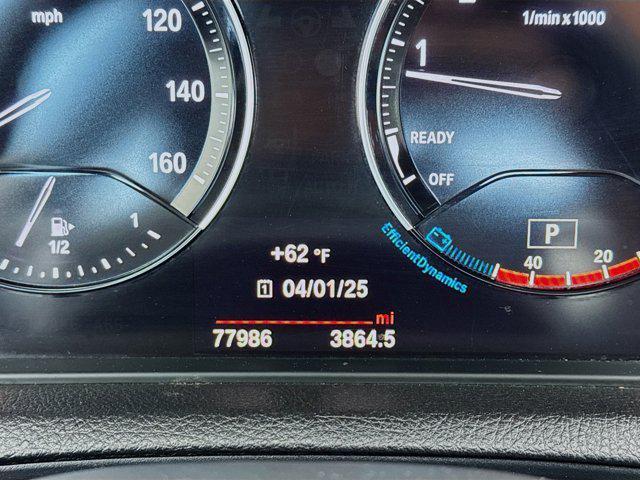 mph
120
140
160
1/2
1
1/min x 1000
1
READY
OFF
P
EfficientDynamics
40
20
+62 °F
1 04/01/25
mi
77986 3864.5